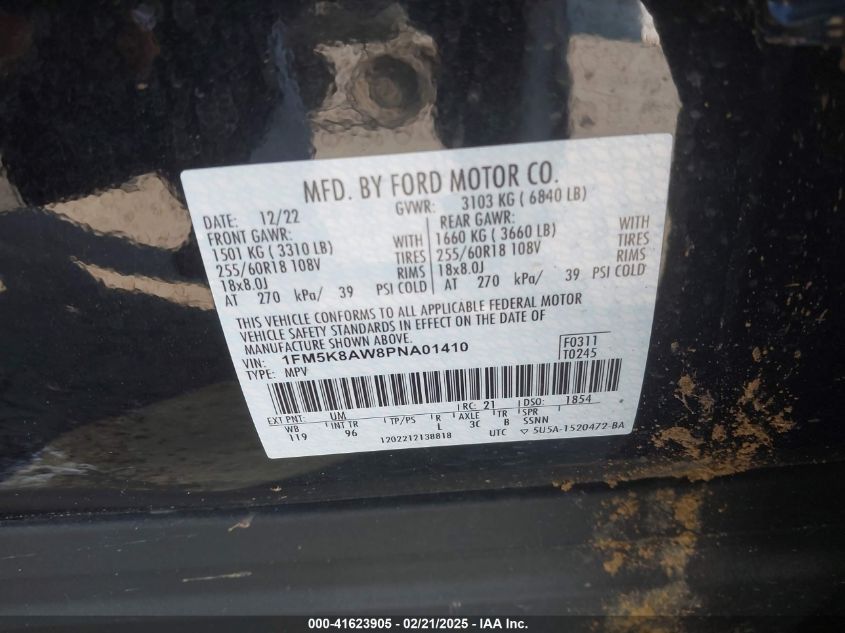 MFD. BY FORD MOTOR CO.
DATE: 12/22 GVWR: 3103 KG ( 6840 LB)
FRONT GAWR: REAR GAWR:
1501 KG ( 3310 LB) WITH 1660 KG ( 3660 LB) WITH
255/60R18 108V TIRES 255/60R18 108V TIRES
18x8.0J RIMS 18x8.0J RIMS
AT 270 kPa/ 39 PSI COLD AT 270 kPa/ 39 PSI COLD
THIS VEHICLE CONFORMS TO ALL APPLICABLE FEDERAL MOTOR
VEHICLE SAFETY STANDARDS IN EFFECT ON THE DATE OF
MANUFACTURE SHOWN ABOVE.
VIN: 1FM5K8AW8PNA01410 F0311
TYPE: MPV T0245
EXT PNT: UM RC: 21 DSO: 1854
WB INT TR TP/PS R AXLE TR SPR
119 96 L 3C B SSNN
1202212138818 UTC ▽ 5U5A-1520472-BA
000-41623905 - 02/21/2025 - IAA Inc.